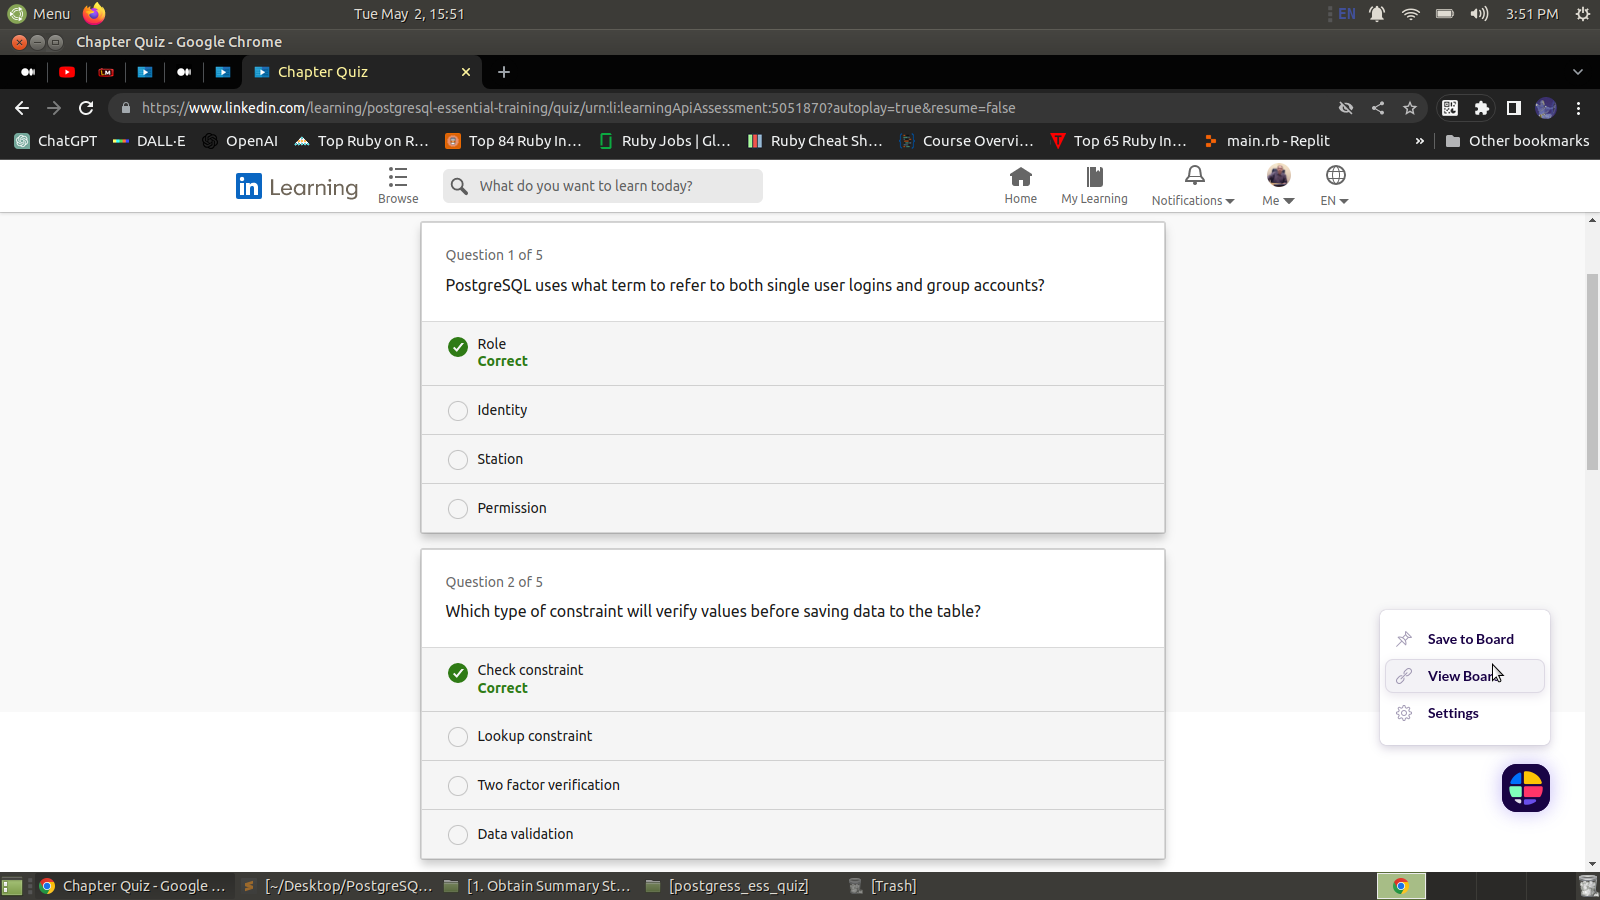 Menu
Tue May 2, 15:51
EN
3:51 PM
Chapter Quiz - Google Chrome
LM
Chapter Quiz
https://www.linkedin.com/learning/postgresql-essential-training/quiz/urn:li:learningApiAssessment:5051870?autoplay=true&resume=false
ChatGPT
DALL·E
OpenAI
Top Ruby on R...
Top 84 Ruby In...
Ruby Jobs | Gl...
Ruby Cheat Sh...
Course Overvi...
Top 65 Ruby In...
main.rb - Replit
»
Other bookmarks
in Learning
Browse
What do you want to learn today?
Home
My Learning
Notifications
Me
EN
Question 1 of 5
PostgreSQL uses what term to refer to both single user logins and group accounts?
Role
Correct
Identity
Station
Permission
Question 2 of 5
Which type of constraint will verify values before saving data to the table?
Check constraint
Correct
Lookup constraint
Two factor verification
Data validation
Save to Board
View Board
Settings
Chapter Quiz - Google ...
[~/Desktop/PostgreSQ...
[1. Obtain Summary St...
[postgress_ess_quiz]
[Trash]